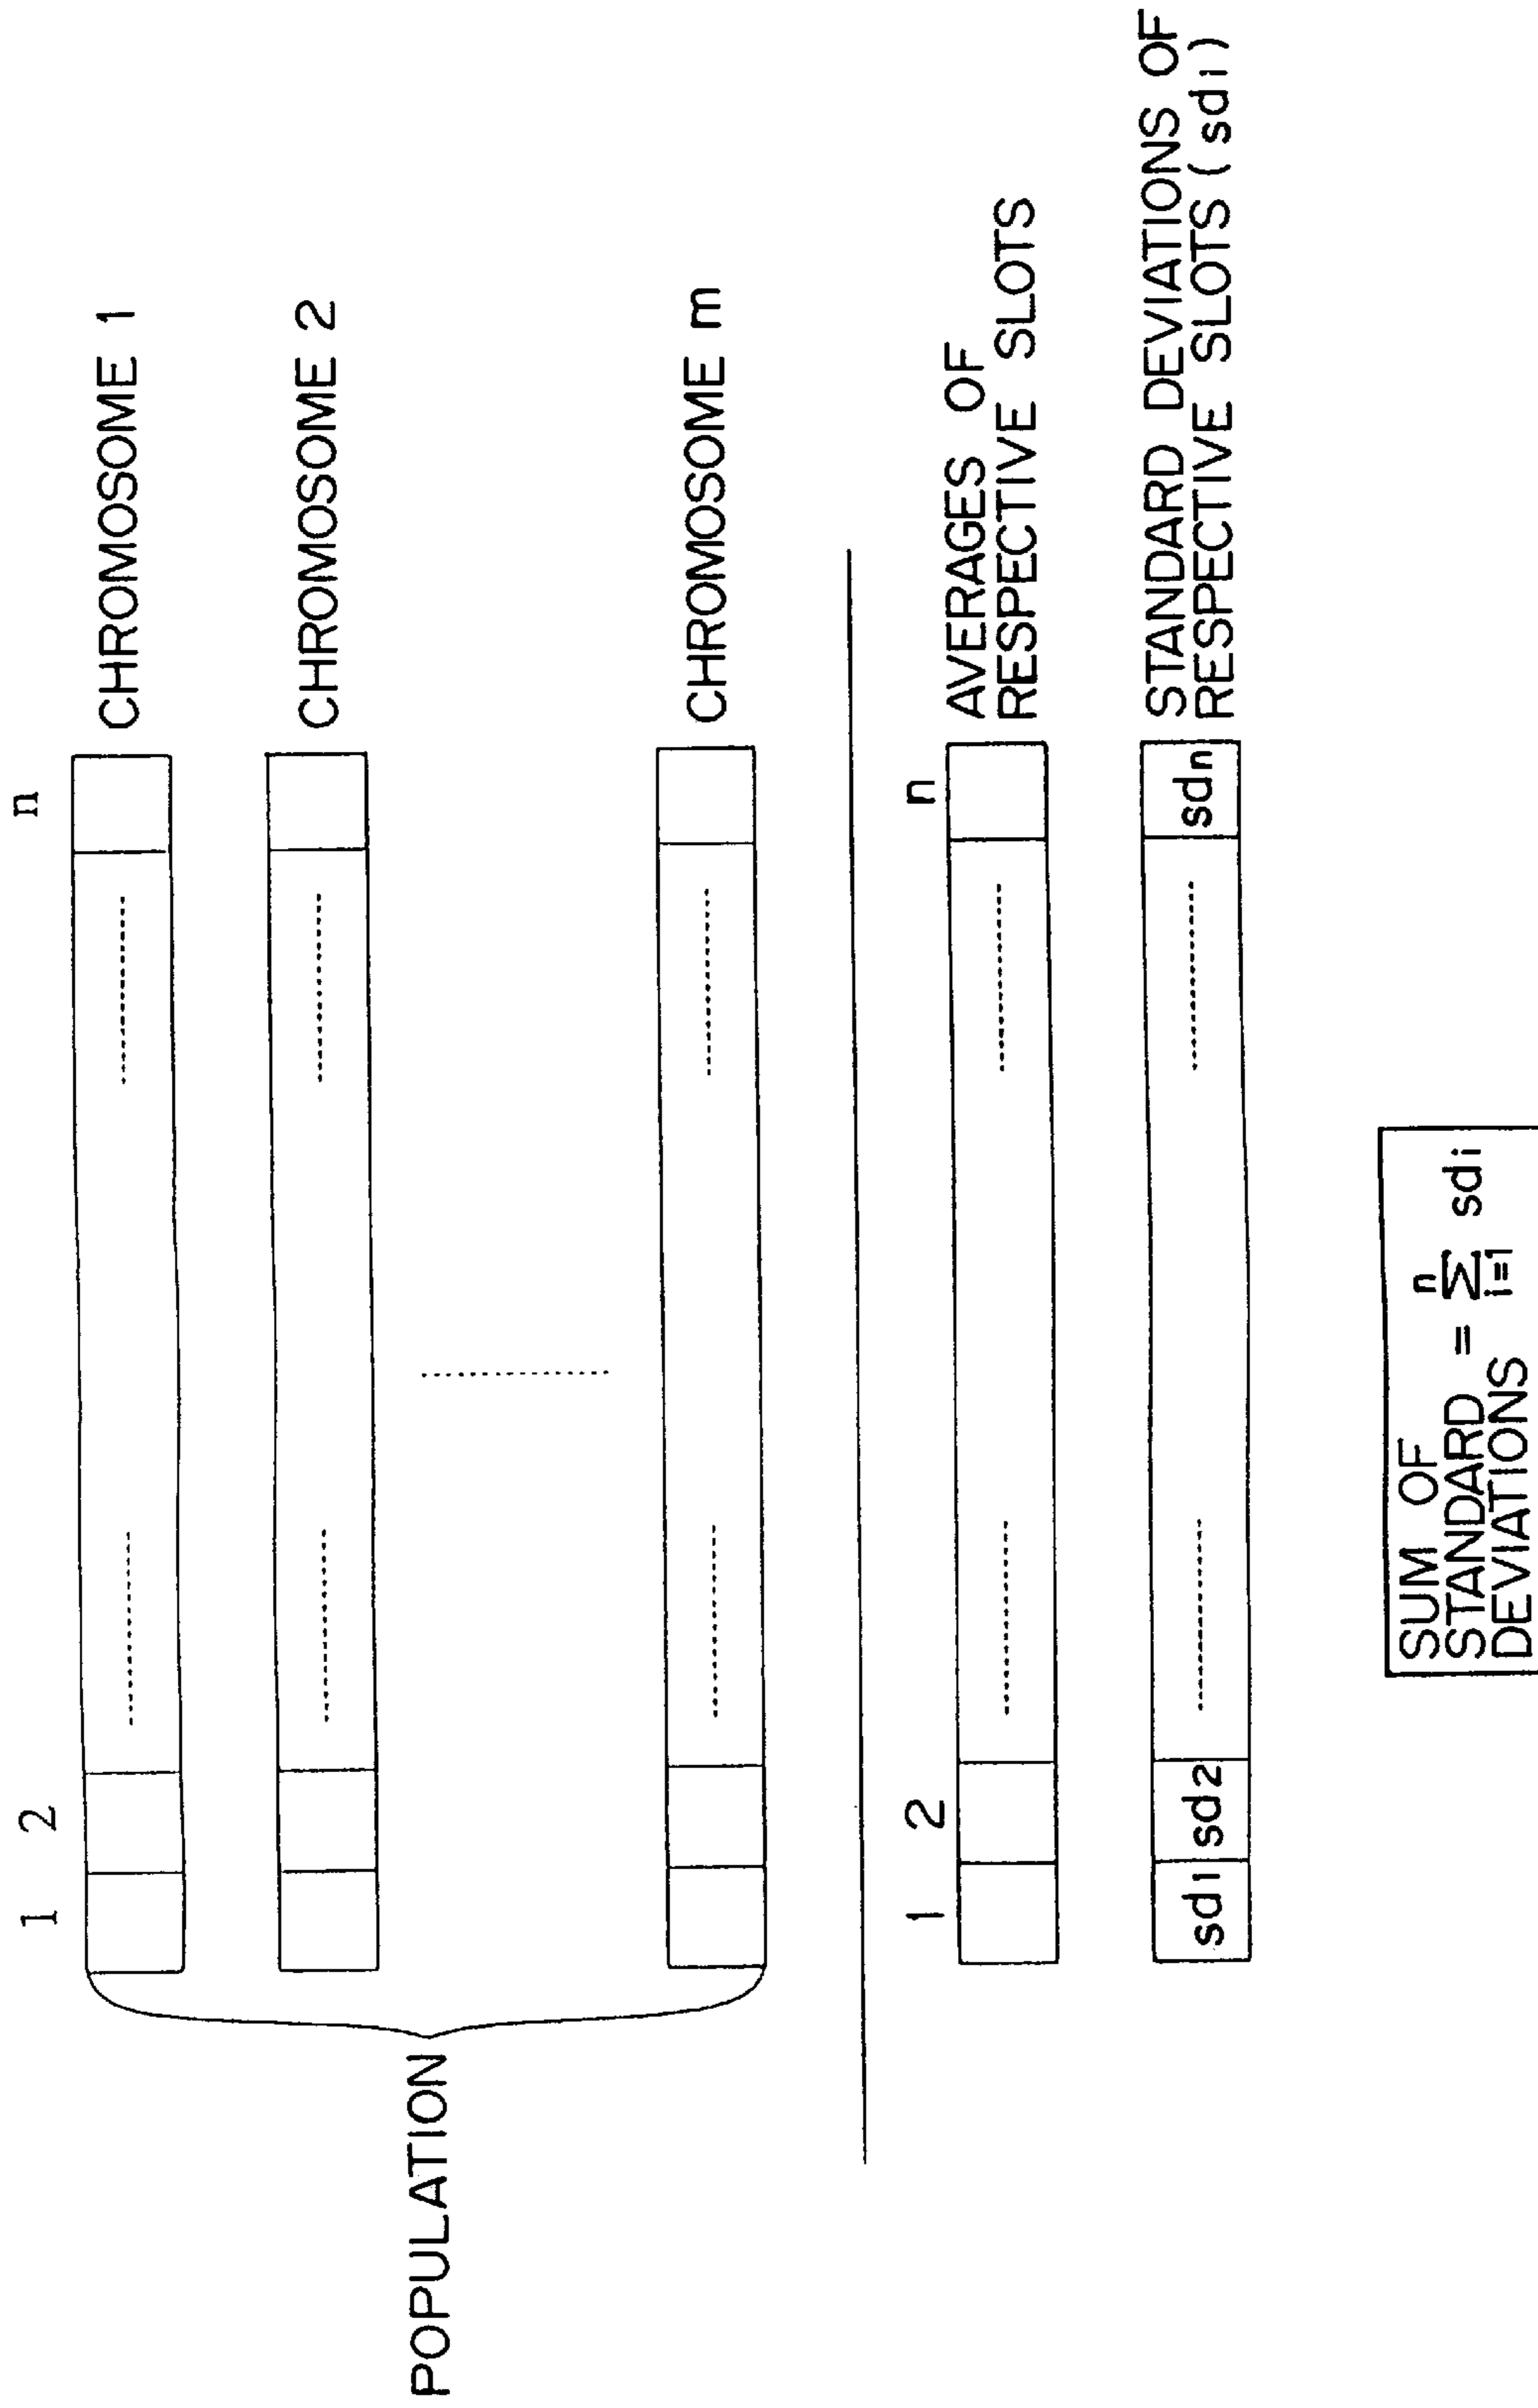 1 2 n
CHROMOSOME 1
CHROMOSOME 2
POPULATION
CHROMOSOME m
1 2 n
AVERAGES OF
RESPECTIVE SLOTS
sd1 sd2 sdn
STANDARD DEVIATIONS OF
RESPECTIVE SLOTS (sdi)
SUM OF
STANDARD = n∑i=1 sdi
DEVIATIONS